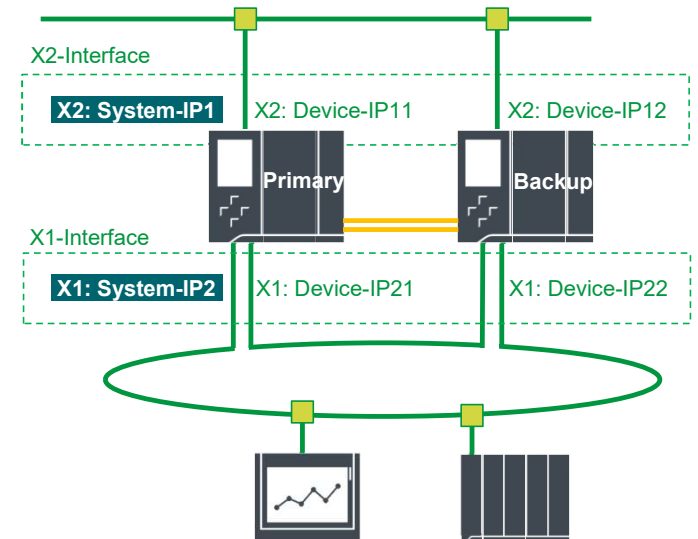 X2-Interface
X2: System-IP1
X2: Device-IP11
X2: Device-IP12
Primary
Backup
X1-Interface
X1: System-IP2
X1: Device-IP21
X1: Device-IP22